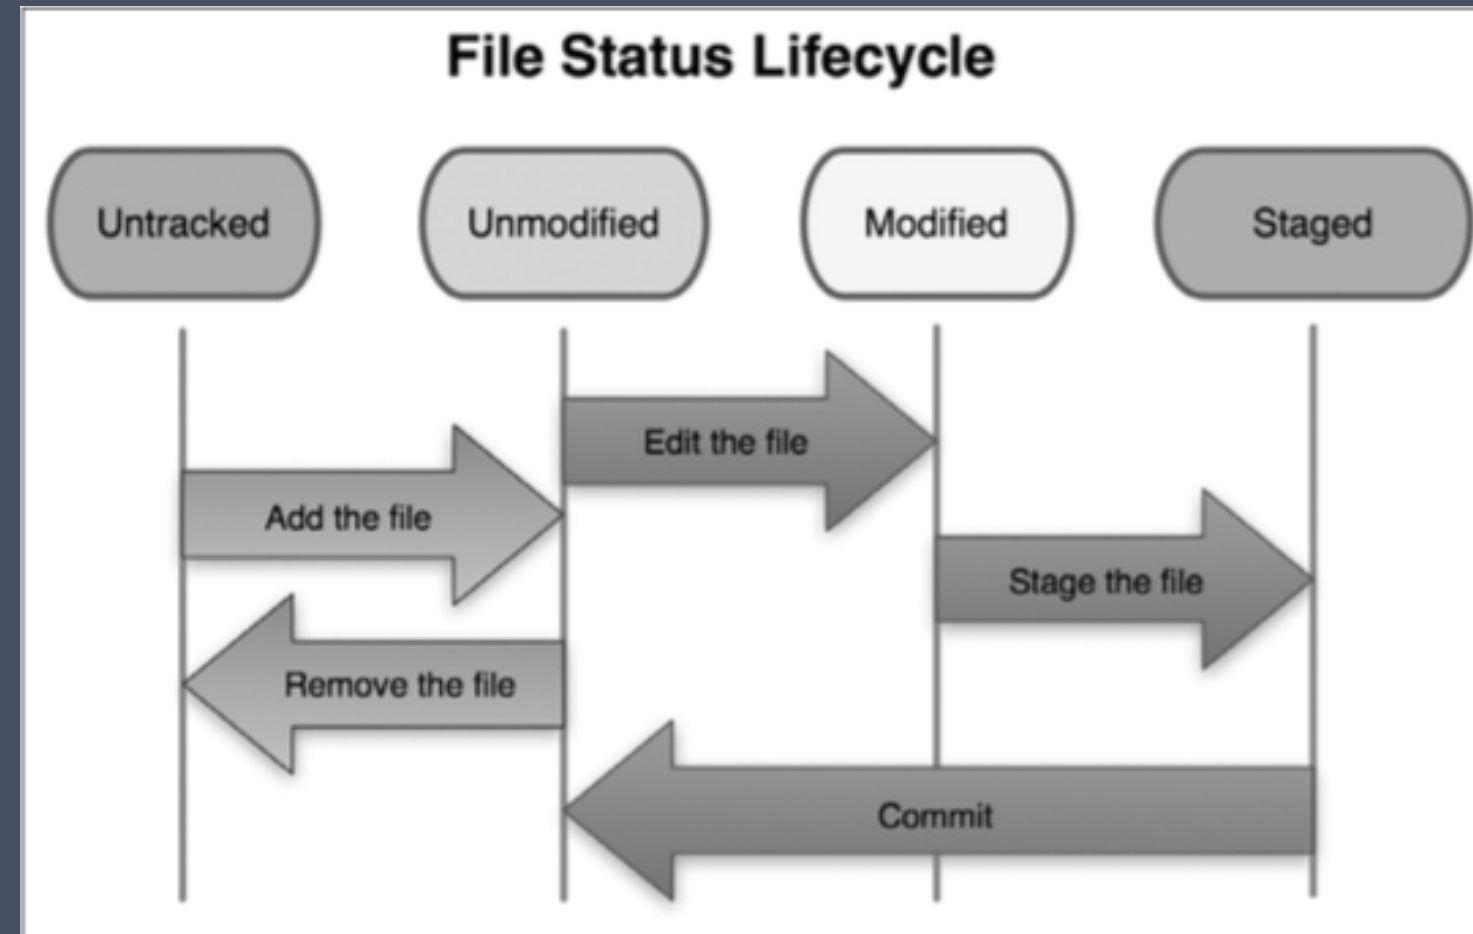 File Status Lifecycle
Untracked
Unmodified
Modified
Staged
Edit the file
Add the file
Stage the file
Remove the file
Commit